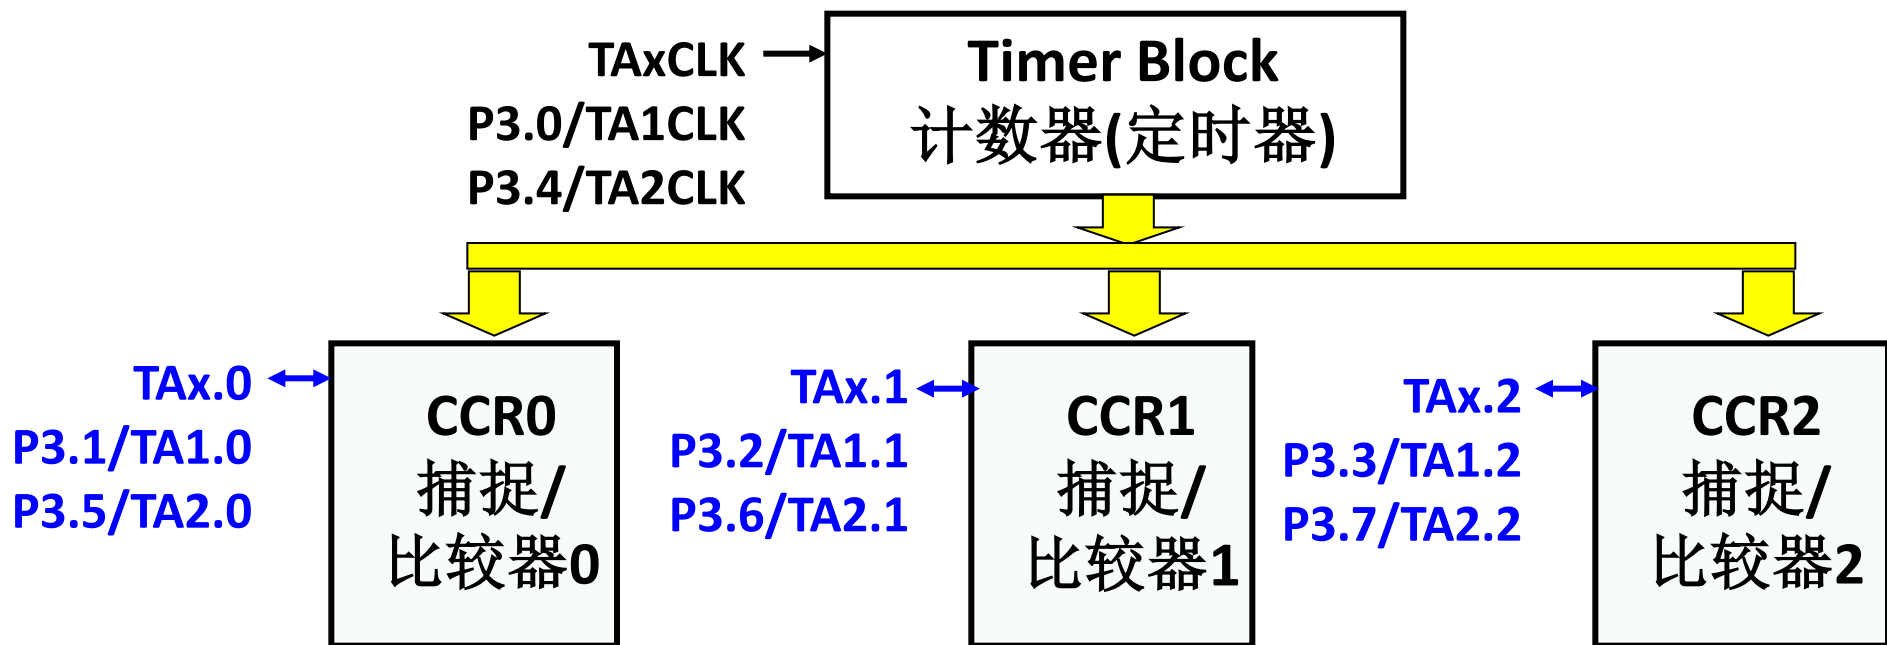 TAxCLK
P3.0/TA1CLK
P3.4/TA2CLK
Timer Block
计数器(定时器)
TAx.0
P3.1/TA1.0
P3.5/TA2.0
CCR0
捕捉/
比较器0
TAx.1
P3.2/TA1.1
P3.6/TA2.1
CCR1
捕捉/
比较器1
TAx.2
P3.3/TA1.2
P3.7/TA2.2
CCR2
捕捉/
比较器2